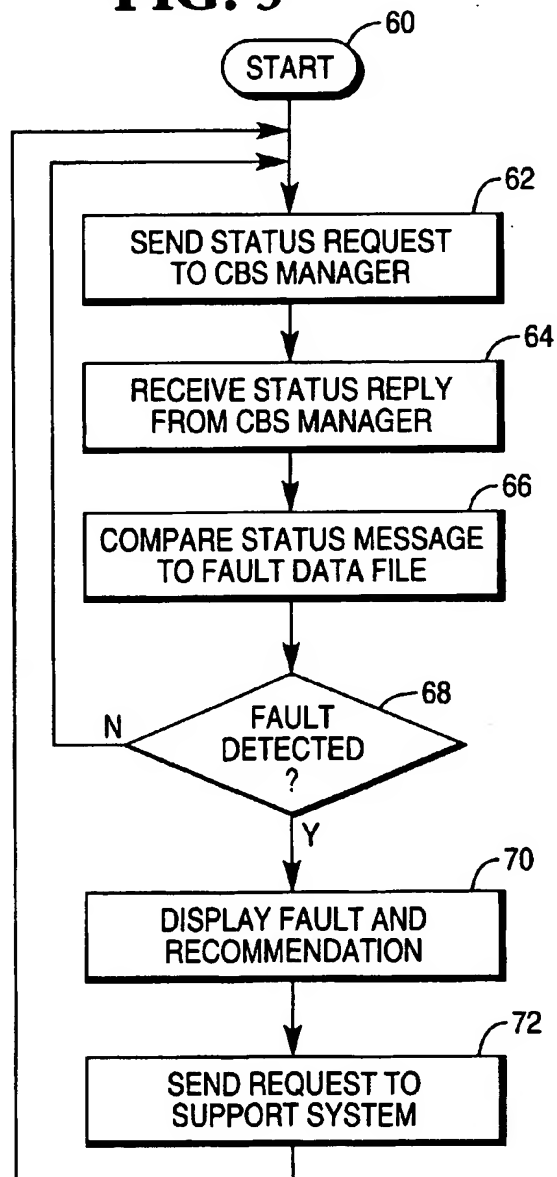 60
START
62
SEND STATUS REQUEST
TO CBS MANAGER
64
RECEIVE STATUS REPLY
FROM CBS MANAGER
66
COMPARE STATUS MESSAGE
TO FAULT DATA FILE
68
FAULT
DETECTED
?
N
Y
70
DISPLAY FAULT AND
RECOMMENDATION
72
SEND REQUEST TO
SUPPORT SYSTEM